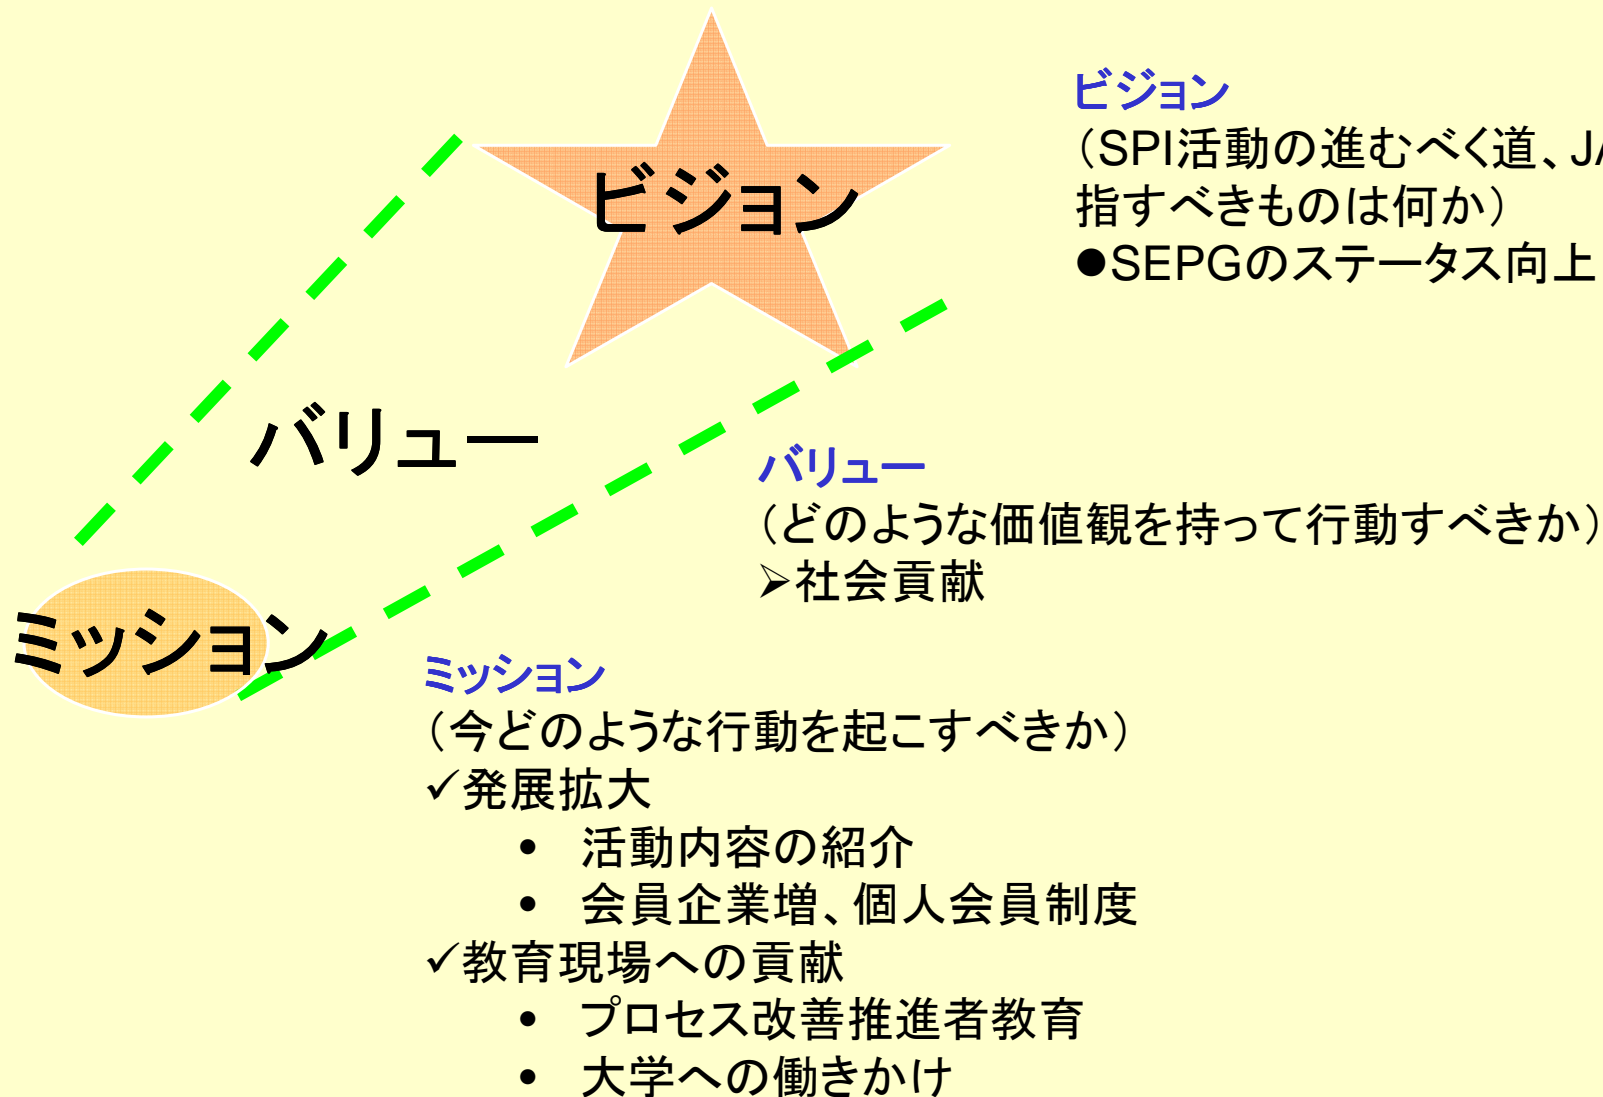 ビジョン
バリュー
ミッション
ビジョン
（SPI活動の進むべく道、JA
指すべきものは何か）
●SEPGのステータス向上
バリュー
（どのような価値観を持って行動すべきか）
➢社会貢献
ミッション
（今どのような行動を起こすべきか）
✓発展拡大
• 活動内容の紹介
• 会員企業増、個人会員制度
✓教育現場への貢献
• プロセス改善推進者教育
• 大学への働きかけ